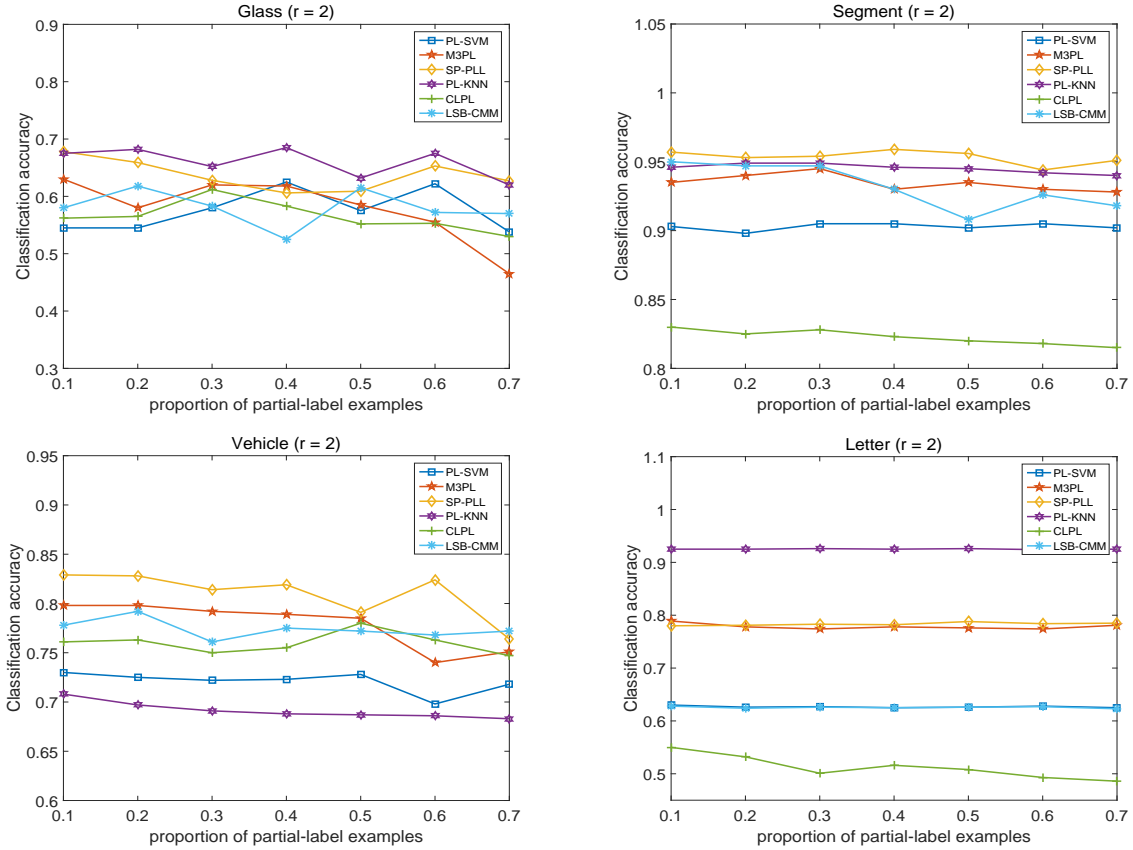 Glass (r = 2)
0.9
0.8
0.7
0.6
0.5
0.4
0.3
Classification accuracy
PL-SVM
M3PL
SP-PLL
PL-KNN
CLPL
LSB-CMM
0.1 0.2 0.3 0.4 0.5 0.6 0.7
proportion of partial-label examples
Segment (r = 2)
1.05
1
0.95
0.9
0.85
0.8
Classification accuracy
PL-SVM
M3PL
SP-PLL
PL-KNN
CLPL
LSB-CMM
0.1 0.2 0.3 0.4 0.5 0.6 0.7
proportion of partial-label examples
Vehicle (r = 2)
0.95
0.9
0.85
0.8
0.75
0.7
0.65
0.6
Classification accuracy
PL-SVM
M3PL
SP-PLL
PL-KNN
CLPL
LSB-CMM
0.1 0.2 0.3 0.4 0.5 0.6 0.7
proportion of partial-label examples
Letter (r = 2)
1.1
1
0.9
0.8
0.7
0.6
0.5
Classification accuracy
PL-SVM
M3PL
SP-PLL
PL-KNN
CLPL
LSB-CMM
0.1 0.2 0.3 0.4 0.5 0.6 0.7
proportion of partial-label examples